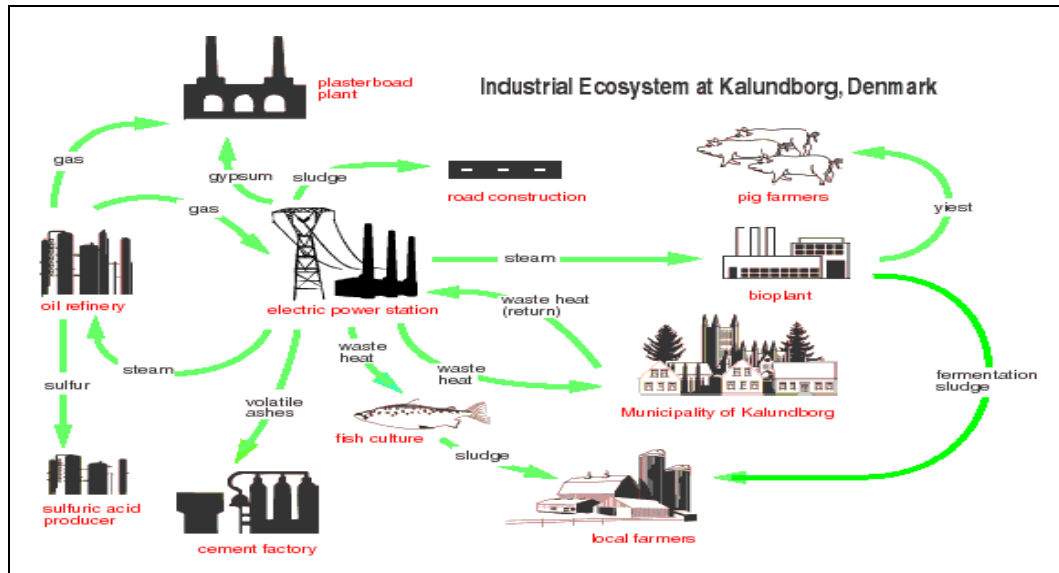 Industrial Ecosystem at Kalundborg, Denmark
plasterboad
plant
gas
gypsum
sludge
road construction
pig farmers
yiest
gas
oil refinery
electric power station
steam
bioplant
waste heat
(return)
sulfur
steam
volatile
ashes
waste
heat
waste
heat
fish culture
Municipality of Kalundborg
fermentation
sludge
sludge
sulfuric acid
producer
cement factory
local farmers